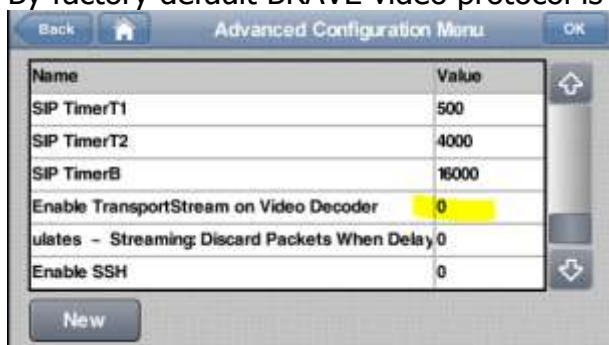 By factory default BRAVE video protocol is
Back Advanced Configuration Menu OK
Name Value
SIP TimerT1 500
SIP TimerT2 4000
SIP TimerB 16000
Enable TransportStream on Video Decoder 0
ulates - Streaming: Discard Packets When Delay 0
Enable SSH 0
New